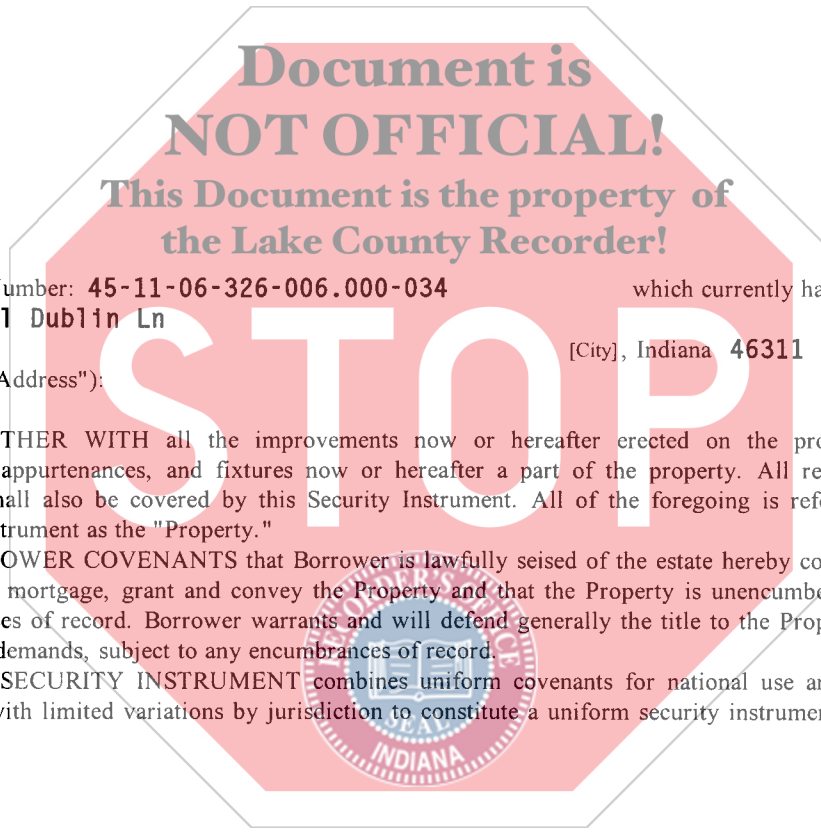 Document is
NOT OFFICIAL!
This Document is the property of
the Lake County Recorder!
umber: 45-11-06-326-006.000-034 which currently ha
1 Dublin Ln
[City], Indiana 46311
Address"):
STOP
THER WITH all the improvements now or hereafter erected on the pro
appurtenances, and fixtures now or hereafter a part of the property. All re
hall also be covered by this Security Instrument. All of the foregoing is refe
trument as the "Property."
OWER COVENANTS that Borrower is lawfully seised of the estate hereby co
mortgage, grant and convey the Property and that the Property is unencumbe
es of record. Borrower warrants and will defend generally the title to the Prop
demands, subject to any encumbrances of record.
SECURITY INSTRUMENT combines uniform covenants for national use an
with limited variations by jurisdiction to constitute a uniform security instrumen
RECORDER'S OFFICE
SEAL
INDIANA